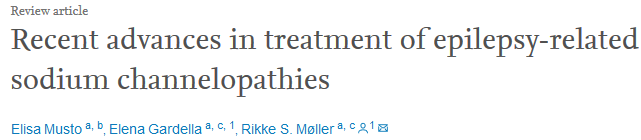 Review article
Recent advances in treatment of epilepsy-related
sodium channelopathies
Elisa Musto a, b, Elena Gardella a, c, 1, Rikke S. Møller a, c 1